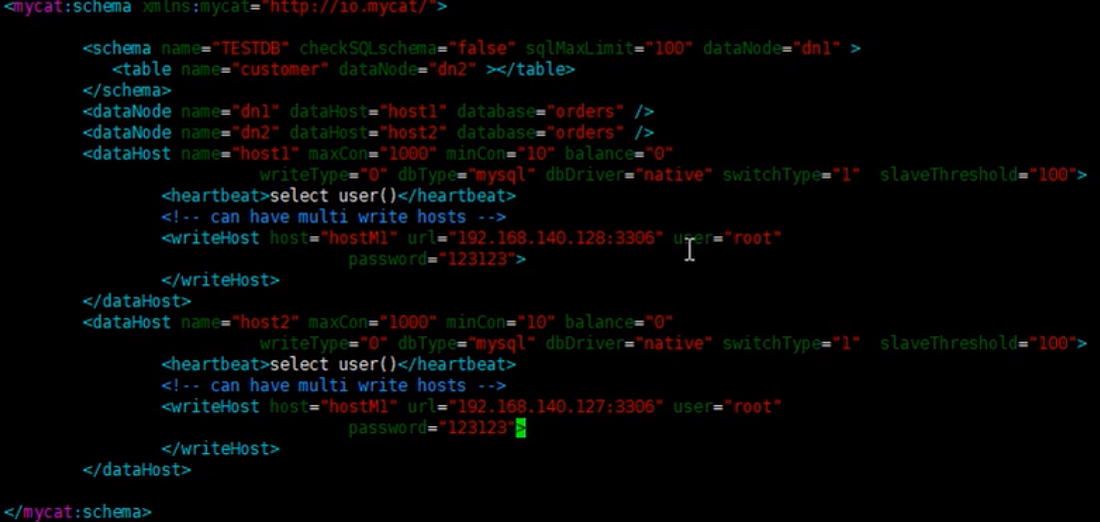 <mycat:schema xmlns:mycat="http://io.mycat/">
<schema name="TESTDB" checkSQLschema="false" sqlMaxLimit="100" dataNode="dn1" >
<table name="customer" dataNode="dn2" ></table>
</schema>
<dataNode name="dn1" dataHost="host1" database="orders" />
<dataNode name="dn2" dataHost="host2" database="orders" />
<dataHost name="host1" maxCon="1000" minCon="10" balance="0"
writeType="0" dbType="mysql" dbDriver="native" switchType="1"  slaveThreshold="100">
<heartbeat>select user()</heartbeat>
<!-- can have multi write hosts -->
<writeHost host="hostM1" url="192.168.140.128:3306" user="root"
password="123123">
</writeHost>
</dataHost>
<dataHost name="host2" maxCon="1000" minCon="10" balance="0"
writeType="0" dbType="mysql" dbDriver="native" switchType="1"  slaveThreshold="100">
<heartbeat>select user()</heartbeat>
<!-- can have multi write hosts -->
<writeHost host="hostM1" url="192.168.140.127:3306" user="root"
password="123123">
</writeHost>
</dataHost>
</mycat:schema>